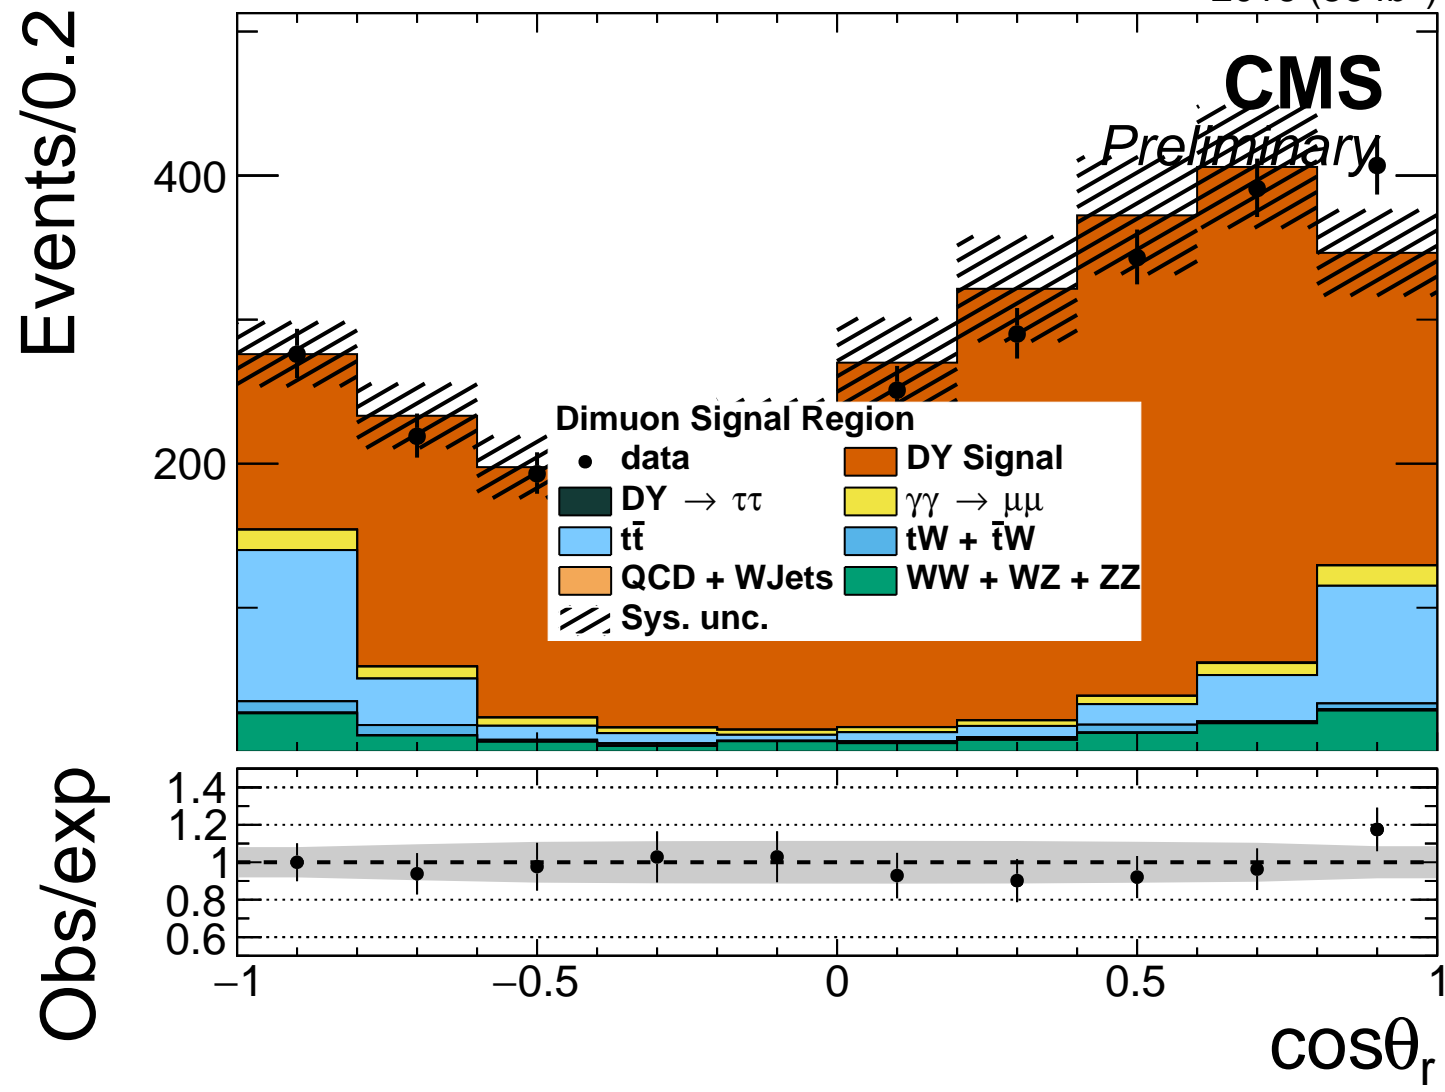 CMS
Preliminary
Events/0.2
400
200
Dimuon Signal Region
data
DY Signal
DY → ττ
γγ → μμ
tt̄
tW + t̄W
QCD + WJets
WW + WZ + ZZ
Sys. unc.
Obs/exp
1.4
1.2
1
0.8
0.6
−1
−0.5
0
0.5
1
cosθr